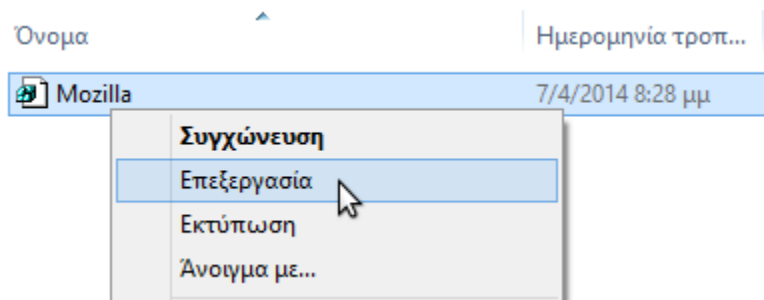 Όνομα Ημερομηνία τροπ...
Mozilla 7/4/2014 8:28 μμ
Συγχώνευση
Επεξεργασία
Εκτύπωση
Άνοιγμα με...